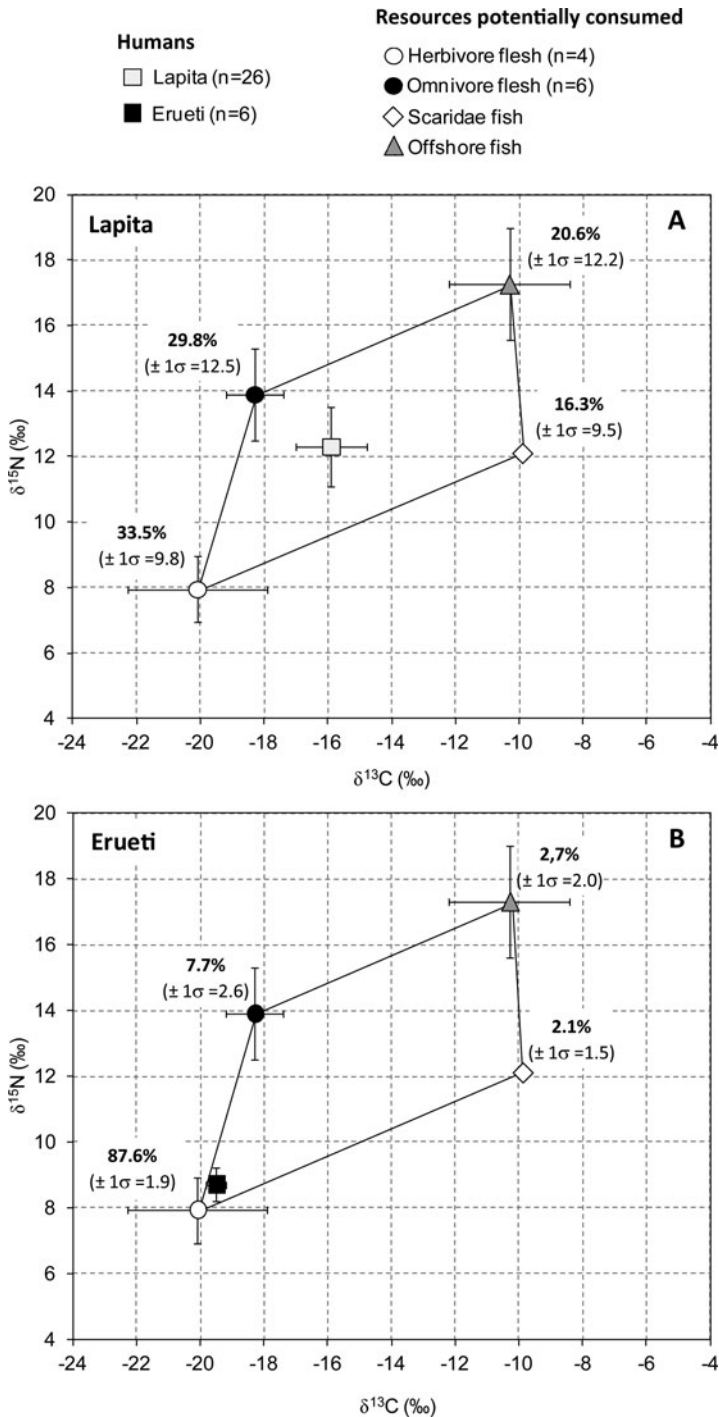 Humans
Lapita (n=26)
Erueti (n=6)
Resources potentially consumed
Herbivore flesh (n=4)
Omnivore flesh (n=6)
Scaridae fish
Offshore fish
Lapita
A
20.6%
(± 1σ =12.2)
29.8%
(± 1σ =12.5)
16.3%
(± 1σ =9.5)
33.5%
(± 1σ =9.8)
20
18
16
14
12
10
8
6
4
δ15N (‰)
-24 -22 -20 -18 -16 -14 -12 -10 -8 -6 -4
δ13C (‰)
Erueti
B
2,7%
(± 1σ =2.0)
7.7%
(± 1σ =2.6)
2.1%
(± 1σ =1.5)
87.6%
(± 1σ =1.9)
20
18
16
14
12
10
8
6
4
δ15N (‰)
-24 -22 -20 -18 -16 -14 -12 -10 -8 -6 -4
δ13C (‰)